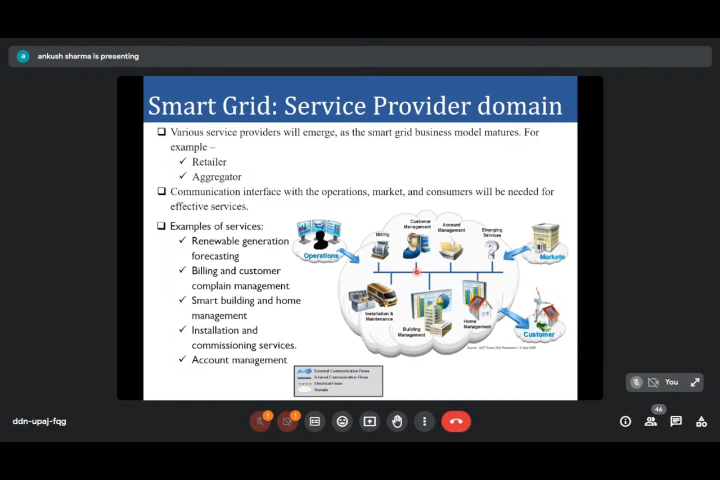 ankush sharma is presenting
Smart Grid: Service Provider domain
Various service providers will emerge, as the smart grid business model matures. For
example –
Retailer
Aggregator
Communication interface with the operations, market, and consumers will be needed for
effective services.
Examples of services:
Renewable generation
forecasting
Billing and customer
complain management
Smart building and home
management
Installation and
commissioning services.
Account management
Operations
Billing
Customer
Management
Account
Management
Emerging
Services
Markets
Installation &
Maintenance
Building
Management
Home
Management
Customer
External Communication Flows
Internal Communication Flows
Electrical Flows
Domain
You
46
ddn-upaj-fqg